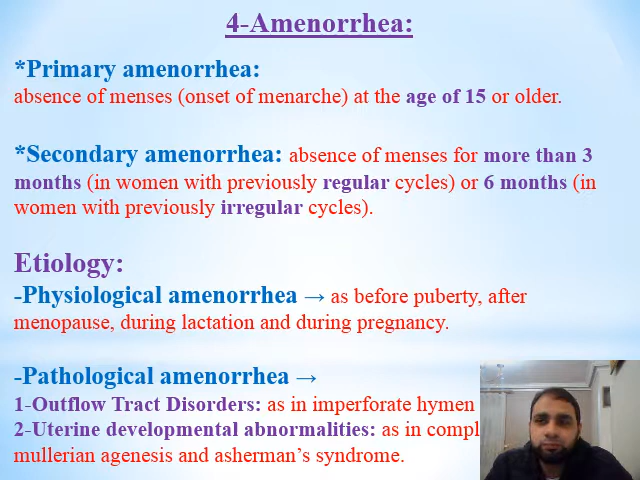 4-Amenorrhea:
*Primary amenorrhea:
absence of menses (onset of menarche) at the age of 15 or older.
*Secondary amenorrhea: absence of menses for more than 3
months (in women with previously regular cycles) or 6 months (in
women with previously irregular cycles).
Etiology:
-Physiological amenorrhea → as before puberty, after
menopause, during lactation and during pregnancy.
-Pathological amenorrhea →
1-Outflow Tract Disorders: as in imperforate hymen
2-Uterine developmental abnormalities: as in compl
mullerian agenesis and asherman's syndrome.